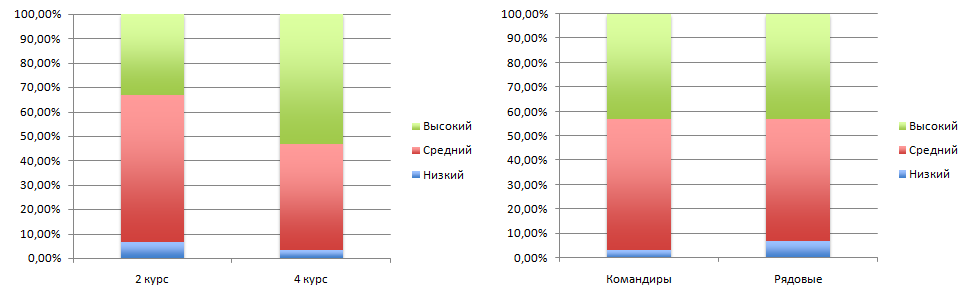 100,00%
90,00%
80,00%
70,00%
60,00%
50,00%
40,00%
30,00%
20,00%
10,00%
0,00%
2 курс
4 курс
Высокий
Средний
Низкий
100,00%
90,00%
80,00%
70,00%
60,00%
50,00%
40,00%
30,00%
20,00%
10,00%
0,00%
Командиры
Рядовые
Высокий
Средний
Низкий